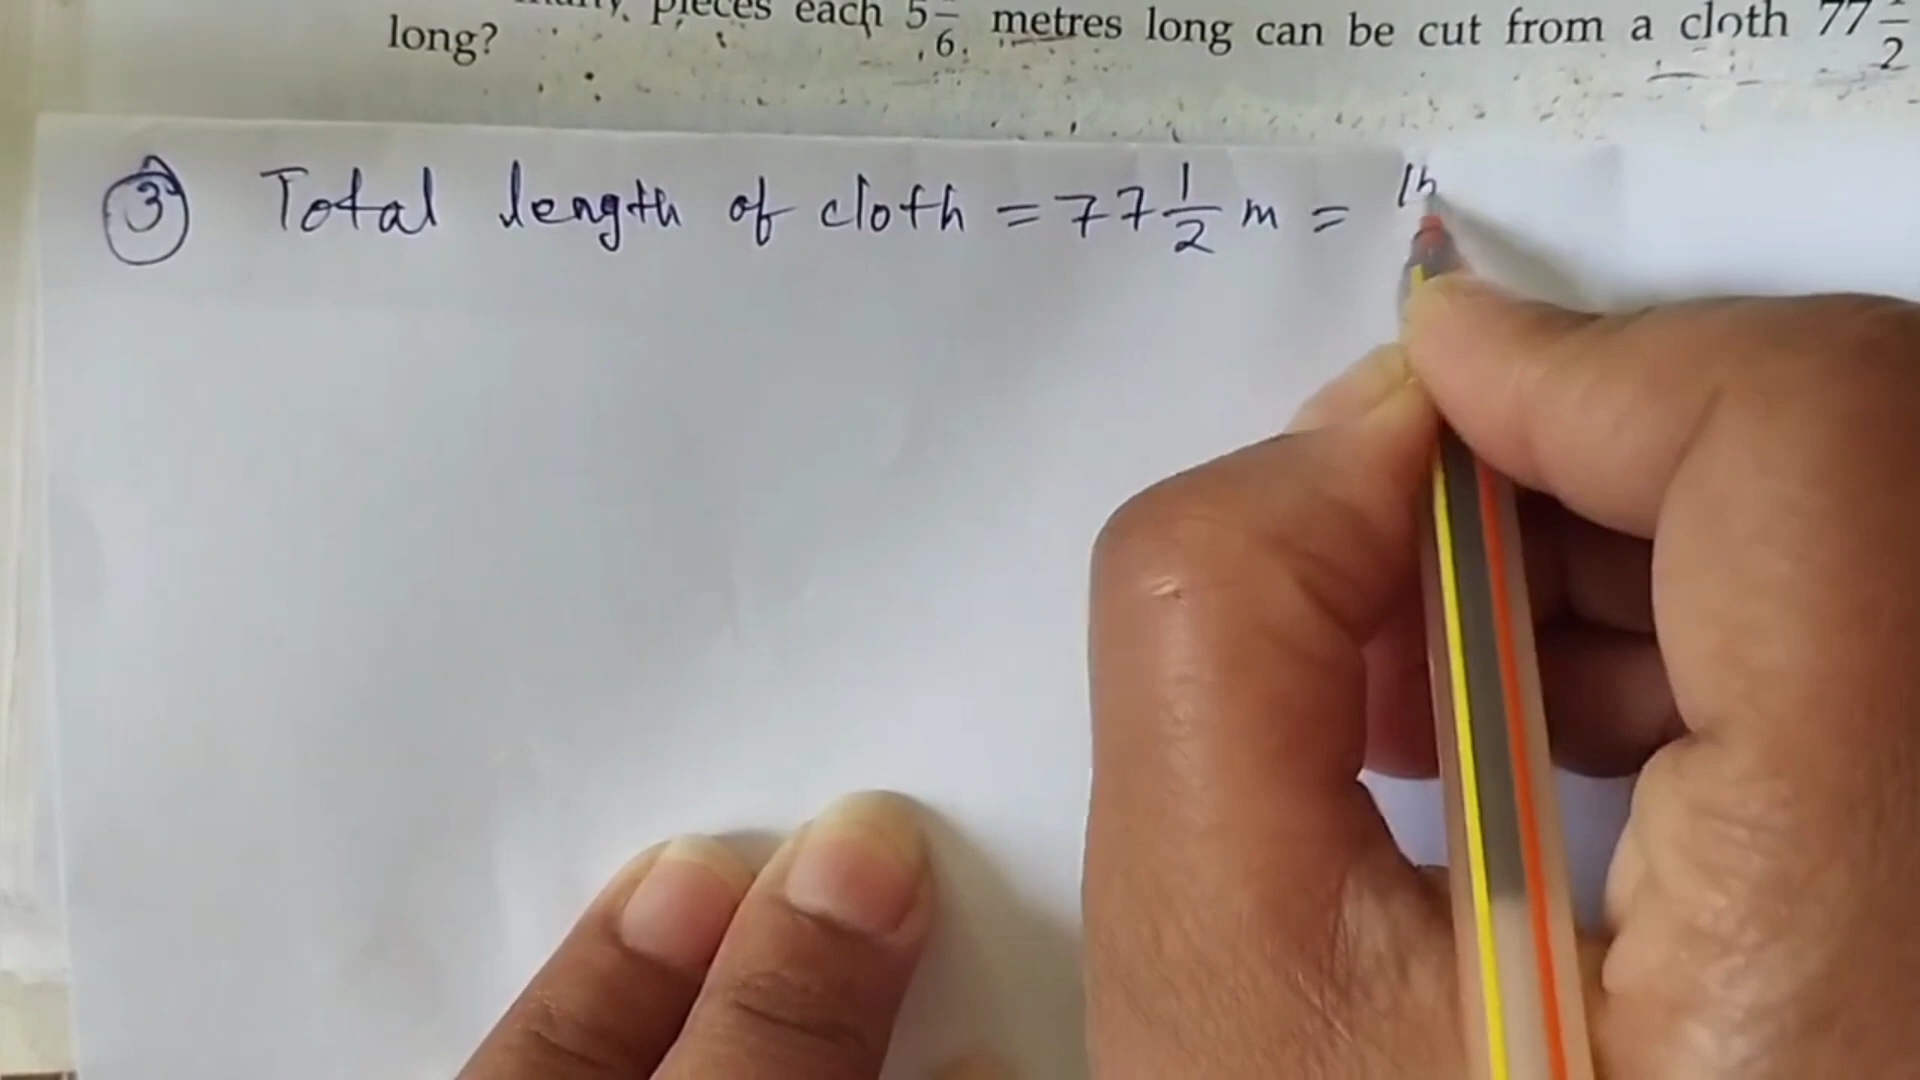 pieces each 5 6 metres long can be cut from a cloth 77 2
long?
3 Total length of cloth = 77 1/2 m = 15